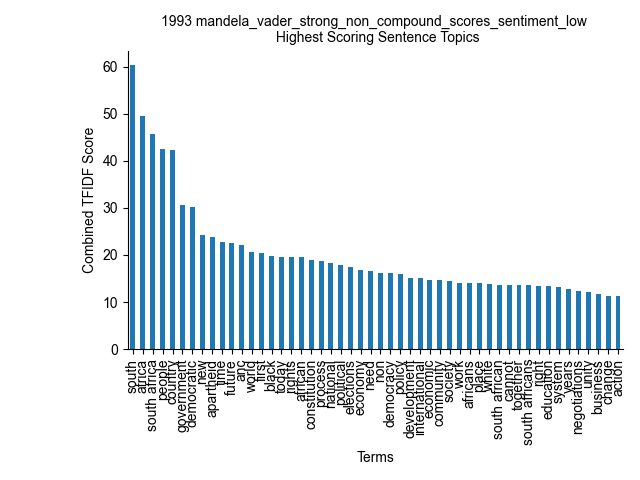 1993 mandela_vader_strong_non_compound_scores_sentiment_low
Highest Scoring Sentence Topics
Combined TFIDF Score
60
50
40
30
20
10
0
south
africa
south africa
people
country
government
democratic
new
apartheid
time
future
anc
world
first
black
today
rights
african
constitution
process
national
political
elections
economy
need
non
democracy
policy
development
international
economic
community
society
work
africans
place
white
south african
cannot
together
south africans
right
education
system
years
negotiations
unity
business
change
action
Terms